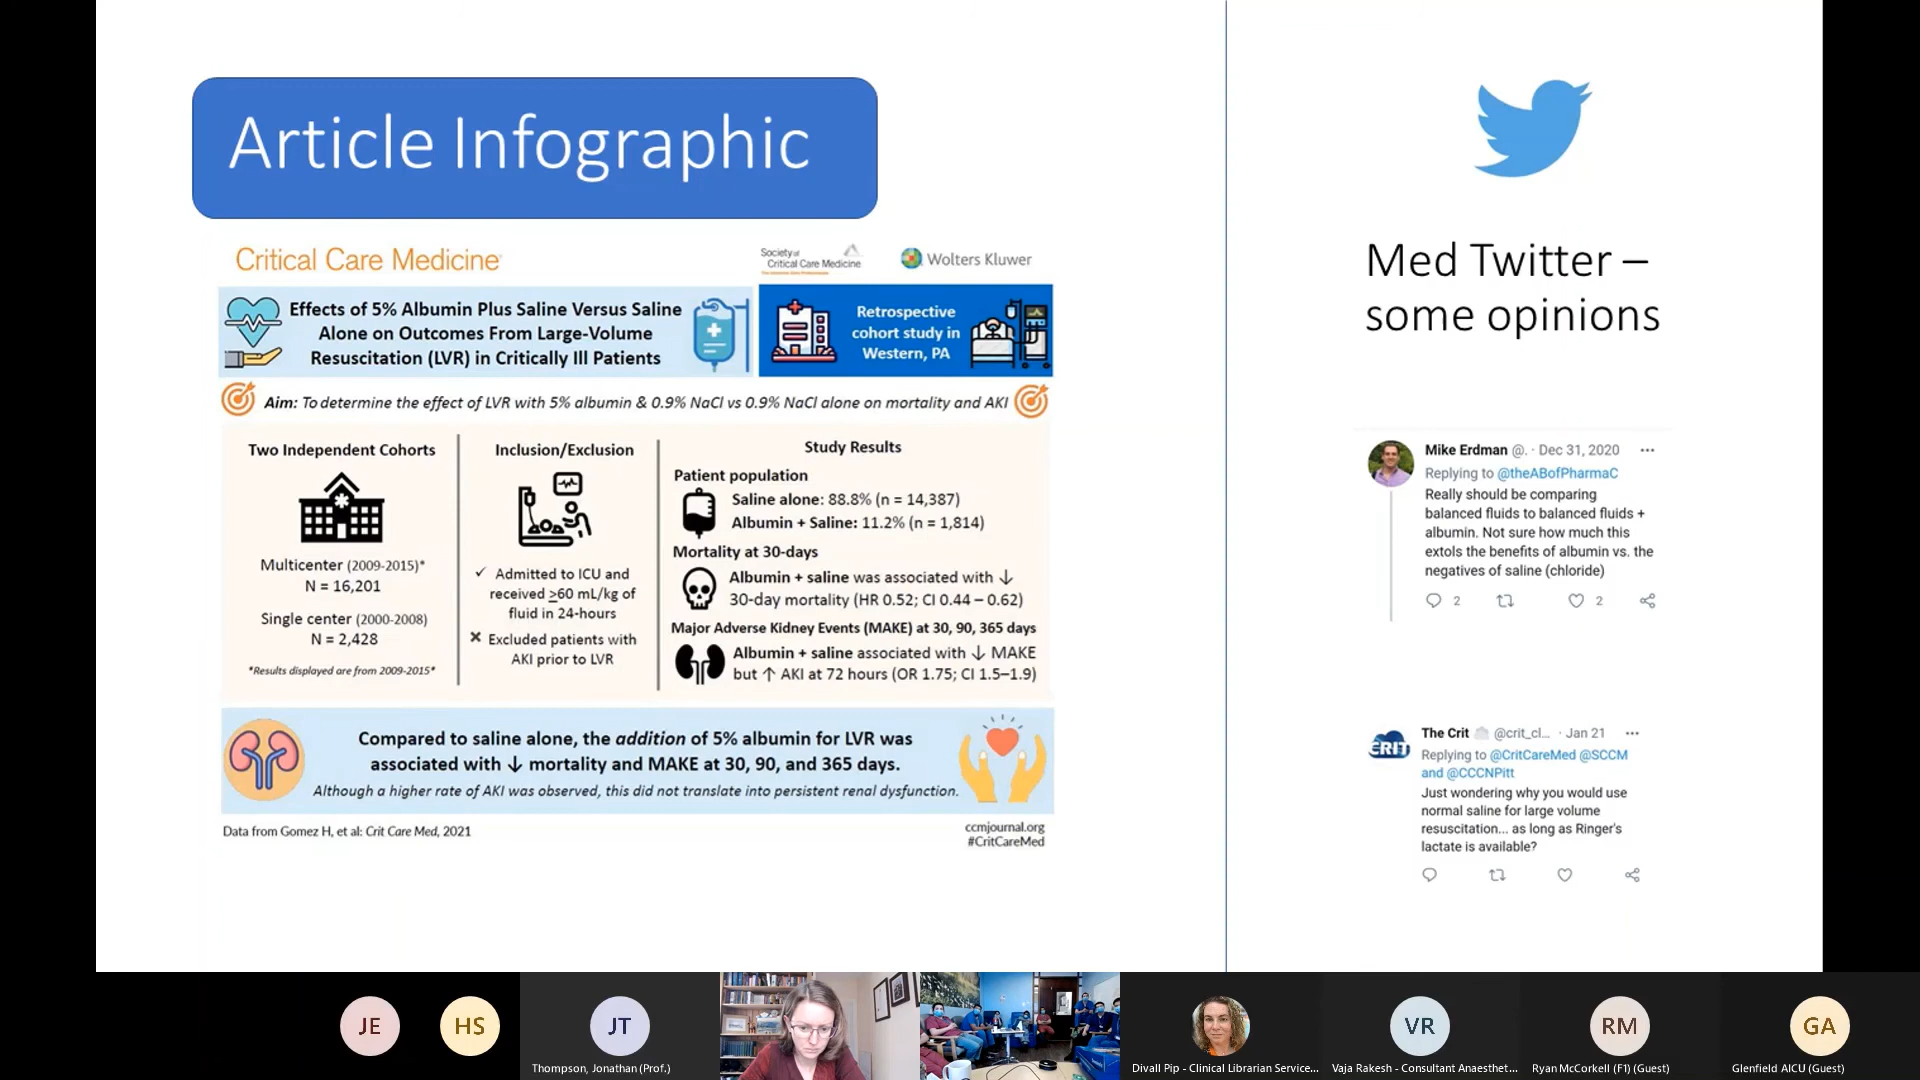 Article Infographic
Critical Care Medicine
Society of
Critical Care Medicine
Wolters Kluwer
Effects of 5% Albumin Plus Saline Versus Saline
Alone on Outcomes From Large-Volume
Resuscitation (LVR) in Critically Ill Patients
Retrospective
cohort study in
Western, PA
Aim: To determine the effect of LVR with 5% albumin & 0.9% NaCl vs 0.9% NaCl alone on mortality and AKI
Two Independent Cohorts
Multicenter (2009-2015)*
N = 16,201
Single center (2000-2008)
N = 2,428
*Results displayed are from 2009-2015*
Inclusion/Exclusion
✓ Admitted to ICU and
received ≥60 mL/kg of
fluid in 24-hours
✕ Excluded patients with
AKI prior to LVR
Study Results
Patient population
Saline alone: 88.8% (n = 14,387)
Albumin + Saline: 11.2% (n = 1,814)
Mortality at 30-days
Albumin + saline was associated with ↓
30-day mortality (HR 0.52; CI 0.44 – 0.62)
Major Adverse Kidney Events (MAKE) at 30, 90, 365 days
Albumin + saline associated with ↓ MAKE
but ↑ AKI at 72 hours (OR 1.75; CI 1.5–1.9)
Compared to saline alone, the addition of 5% albumin for LVR was
associated with ↓ mortality and MAKE at 30, 90, and 365 days.
Although a higher rate of AKI was observed, this did not translate into persistent renal dysfunction.
Data from Gomez H, et al: Crit Care Med, 2021
ccmjournal.org
#CritCareMed
Med Twitter –
some opinions
Mike Erdman @. · Dec 31, 2020 ···
Replying to @theABofPharmaC
Really should be comparing
balanced fluids to balanced fluids +
albumin. Not sure how much this
extols the benefits of albumin vs. the
negatives of saline (chloride)
2 2
CRIT
The Crit @crit_cl... · Jan 21 ···
Replying to @CritCareMed @SCCM
and @CCCNPitt
Just wondering why you would use
normal saline for large volume
resuscitation... as long as Ringer's
lactate is available?
JE
HS
JT
Thompson, Jonathan (Prof.)
Divall Pip - Clinical Librarian Service...
VR
Vaja Rakesh - Consultant Anaesthet...
RM
Ryan McCorkell (F1) (Guest)
GA
Glenfield AICU (Guest)